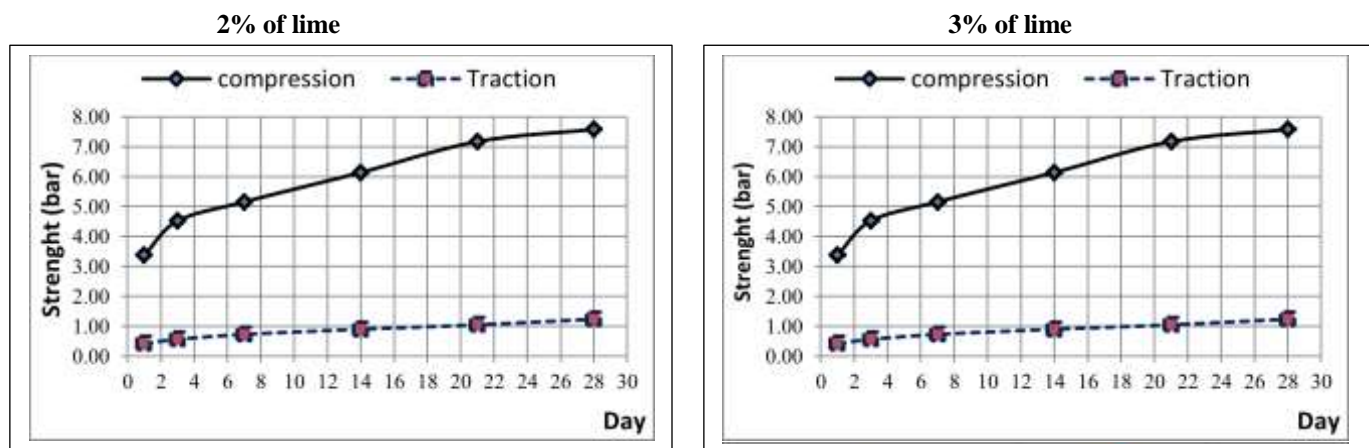 2% of lime
compression Traction
8.00
7.00
6.00
5.00
4.00
3.00
2.00
1.00
0.00
Strenght (bar)
0 2 4 6 8 10 12 14 16 18 20 22 24 26 28 30
Day
3% of lime
compression Traction
8.00
7.00
6.00
5.00
4.00
3.00
2.00
1.00
0.00
Strenght (bar)
0 2 4 6 8 10 12 14 16 18 20 22 24 26 28 30
Day